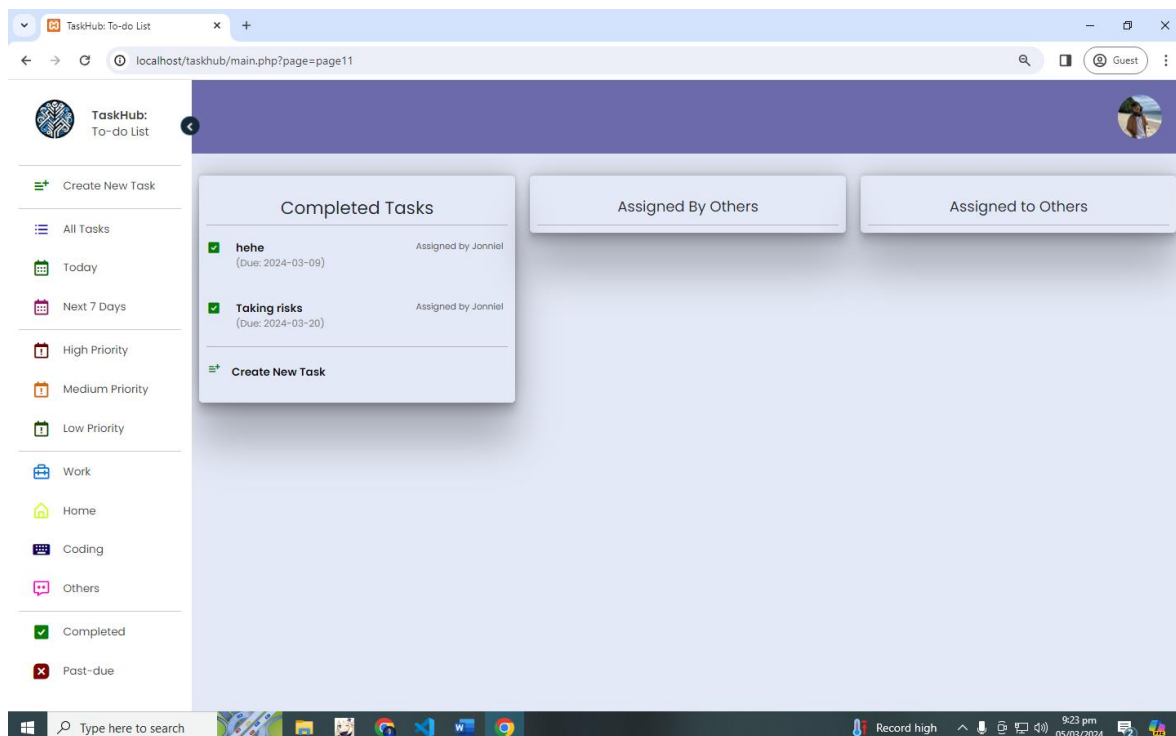 TaskHub: To-do List
localhost/taskhub/main.php?page=page11
Guest
TaskHub:
To-do List
Create New Task
All Tasks
Today
Next 7 Days
High Priority
Medium Priority
Low Priority
Work
Home
Coding
Others
Completed
Past-due
Completed Tasks
hehe
Assigned by Jonniel
(Due: 2024-03-09)
Taking risks
Assigned by Jonniel
(Due: 2024-03-20)
Create New Task
Assigned By Others
Assigned to Others
Type here to search
Record high
9:23 pm
05/03/2024